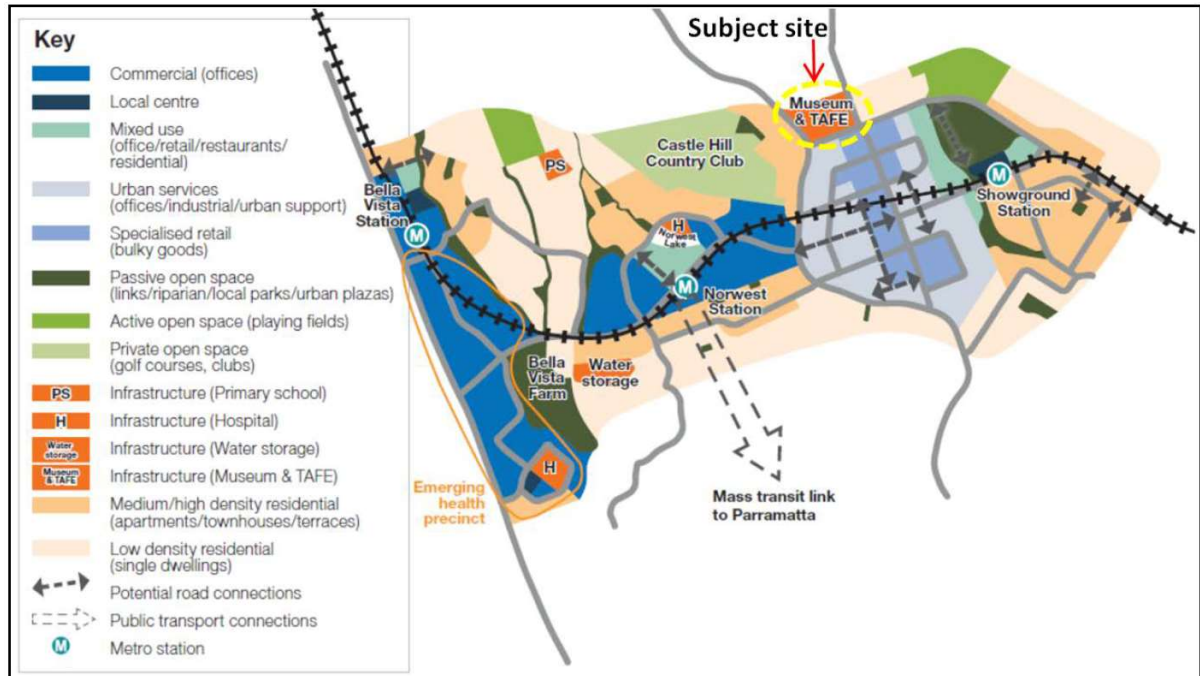 Key
Commercial (offices)
Local centre
Mixed use
(office/retail/restaurants/
residential)
Urban services
(offices/industrial/urban support)
Specialised retail
(bulky goods)
Passive open space
(links/riparian/local parks/urban plazas)
Active open space (playing fields)
Private open space
(golf courses, clubs)
PS
Infrastructure (Primary school)
H
Infrastructure (Hospital)
Water
storage
Infrastructure (Water storage)
Museum
& TAFE
Infrastructure (Museum & TAFE)
Medium/high density residential
(apartments/townhouses/terraces)
Low density residential
(single dwellings)
Potential road connections
Public transport connections
M
Metro station
Subject site
Museum
& TAFE
Castle Hill
Country Club
PS
Bella
Vista
Station
M
M
Showground
Station
H
Norwest
Lake
M
Norwest
Station
Bella
Vista
Farm
Water
storage
H
Emerging
health
precinct
Mass transit link
to Parramatta